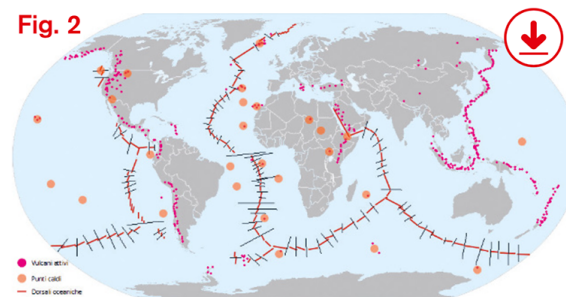 Fig. 2
Vulcani attivi
Punti caldi
Dorsali oceaniche